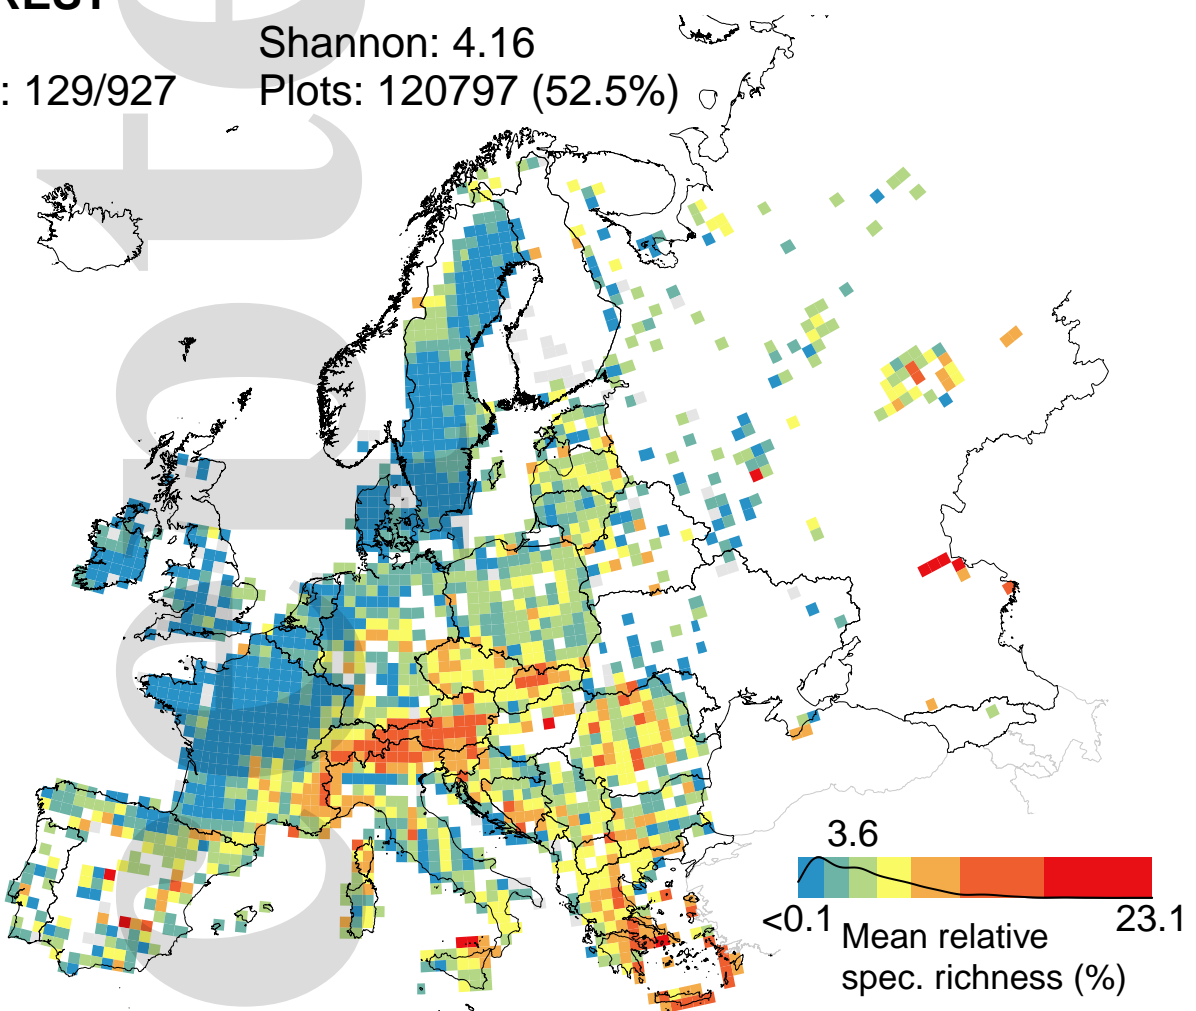 Shannon: 4.16
: 129/927
Plots: 120797 (52.5%)
3.6
<0.1
23.1
Mean relative
spec. richness (%)